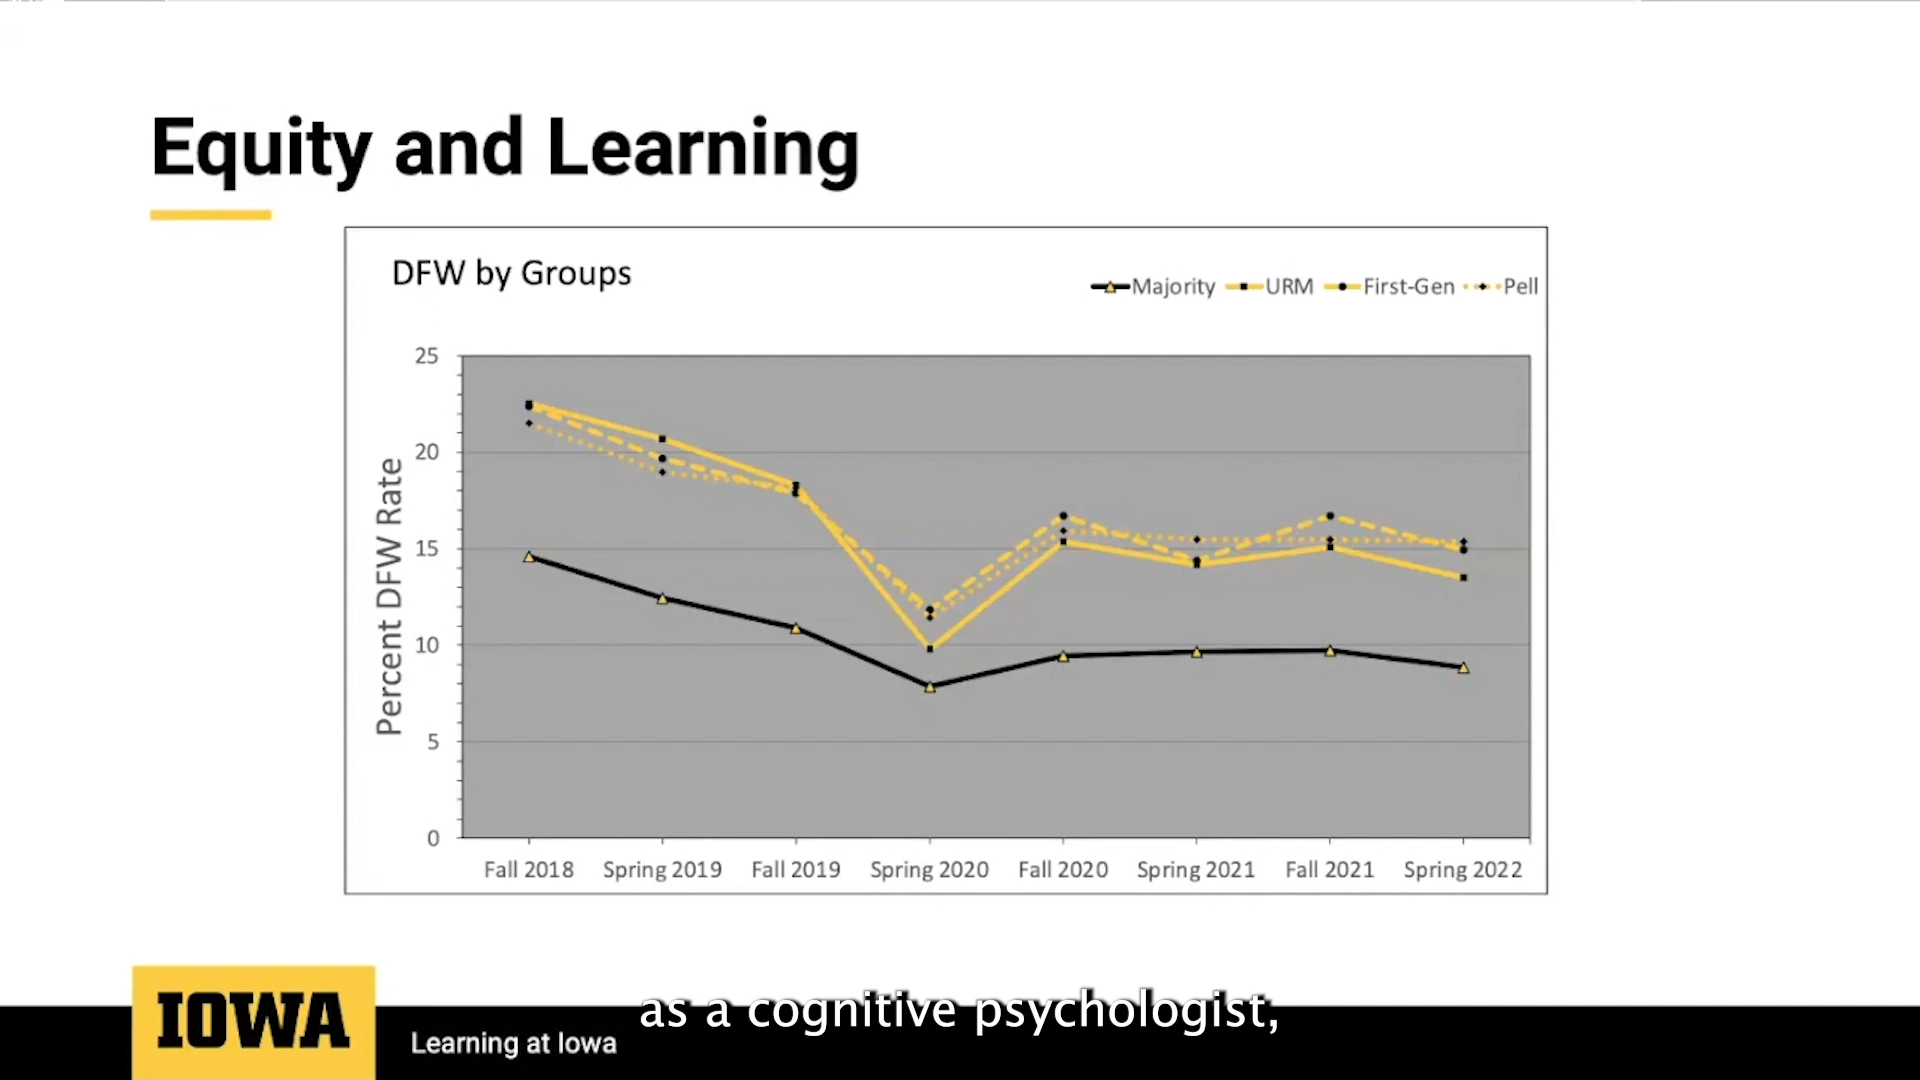 Equity and Learning
DFW by Groups
Majority URM First-Gen Pell
Percent DFW Rate
25
20
15
10
5
0
Fall 2018 Spring 2019 Fall 2019 Spring 2020 Fall 2020 Spring 2021 Fall 2021 Spring 2022
as a cognitive psychologist,
IOWA
Learning at Iowa